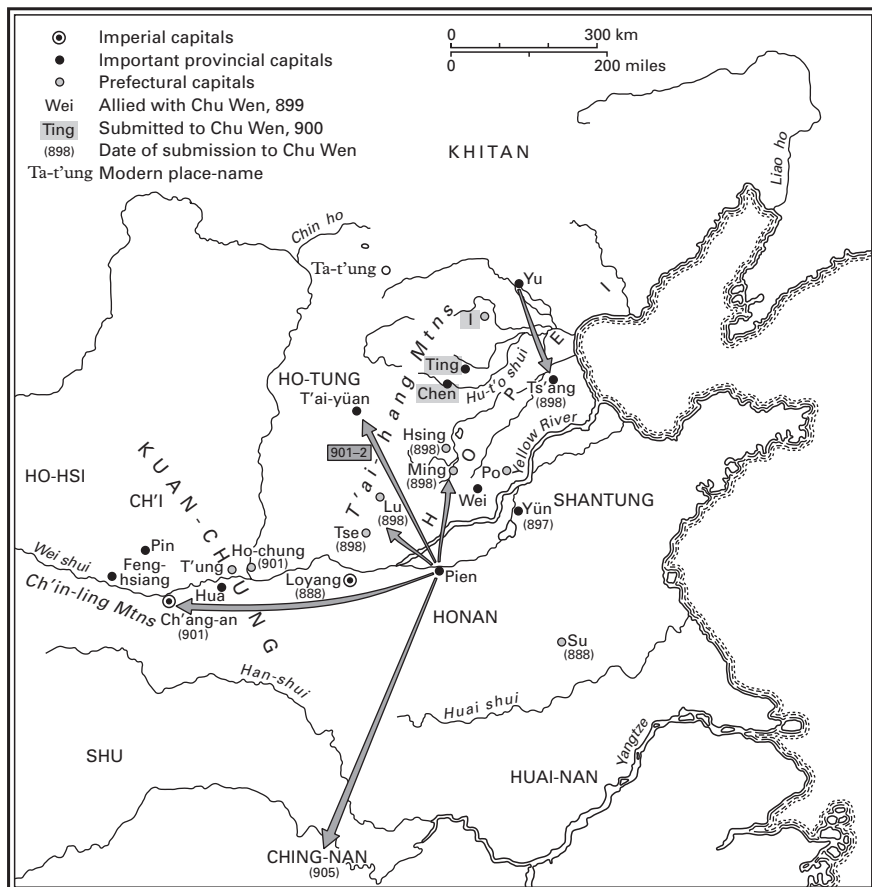 Imperial capitals
Important provincial capitals
Prefectural capitals
Wei Allied with Chu Wen, 899
Ting Submitted to Chu Wen, 900
(898) Date of submission to Chu Wen
Ta-t'ung Modern place-name
0 300 km
0 200 miles
KHITAN
Liao ho
Chin ho
Ta-t'ung
Yu
I
HOPEI
T'ai-hang Mtns
Ting
Chen
Hu-t'o shui
Ts'ang
(898)
HO-TUNG
T'ai-yüan
901–2
Hsing
(898)
Ming
(898)
Po
Yellow River
Wei
SHANTUNG
Yün
(897)
Lu
(898)
Tse
(898)
KUAN-CHUNG
HO-HSI
CH'I
Pin
Wei shui
Feng-
hsiang
T'ung
Ho-chung
(901)
Hua
Loyang
(888)
Pien
Ch'in-ling Mtns
Ch'ang-an
(901)
HONAN
Su
(888)
Han-shui
Huai shui
SHU
Yangtze
HUAI-NAN
CHING-NAN
(905)